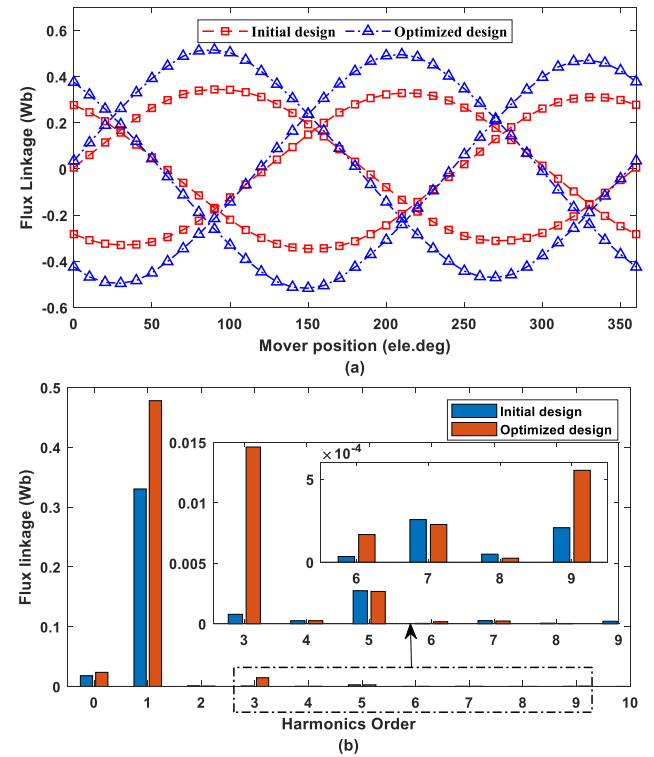 0.6
0.4
0.2
0
-0.2
-0.4
-0.6
Flux Linkage (Wb)
Initial design Optimized design
0 50 100 150 200 250 300 350
Mover position (ele.deg)
(a)
0.5
0.4
0.3
0.2
0.1
0
Flux linkage (Wb)
Initial design
Optimized design
0.015
0.01
0.005
0
×10⁻⁴
5
0
6 7 8 9
3 4 5 6 7 8 9
0 1 2 3 4 5 6 7 8 9 10
Harmonics Order
(b)